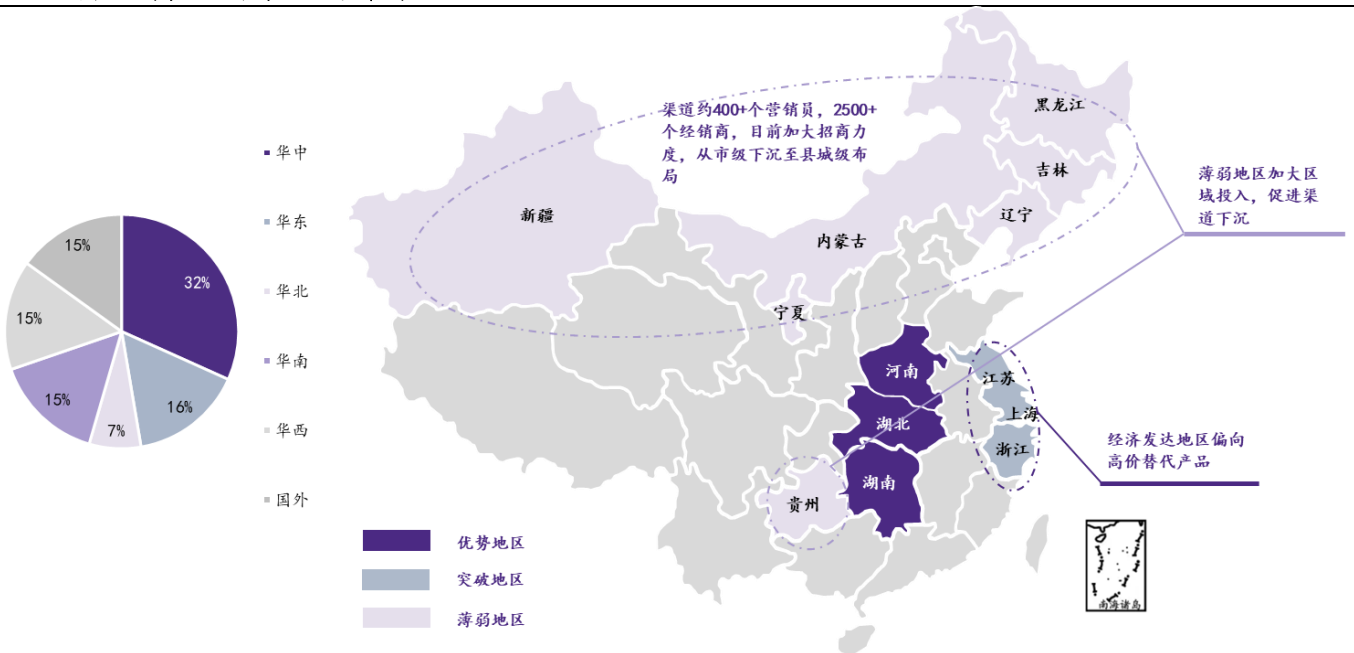 华中
华东
华北
华南
华西
国外
32%
16%
7%
15%
15%
15%
渠道约400+个营销员，2500+
个经销商，目前加大招商力
度，从市级下沉至县城级布
局
黑龙江
吉林
辽宁
新疆
内蒙古
宁夏
河南
湖北
湖南
贵州
江苏
上海
浙江
薄弱地区加大区
域投入，促进渠
道下沉
经济发达地区偏向
高价替代产品
优势地区
突破地区
薄弱地区
南海诸岛